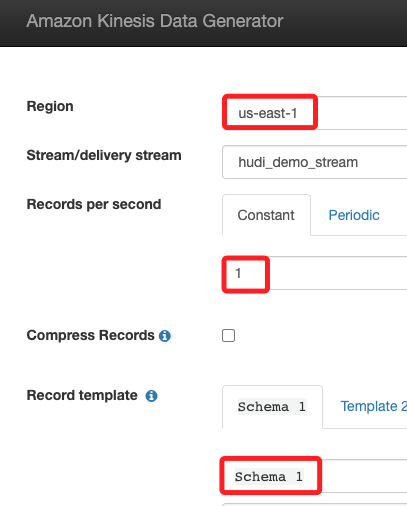 Amazon Kinesis Data Generator
Region
us-east-1
Stream/delivery stream
hudi_demo_stream
Records per second
Constant Periodic
1
Compress Records
Record template
Schema 1 Template 2
Schema 1